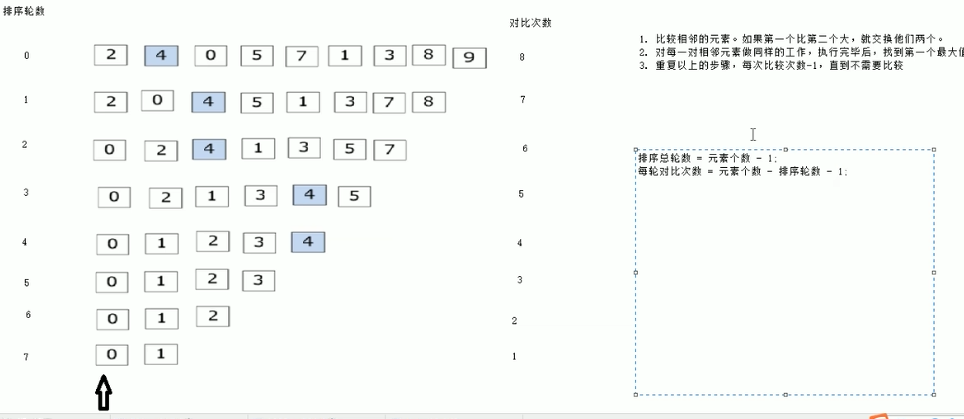 排序轮数
对比次数
0 2 4 0 5 7 1 3 8 9 8
1 2 0 4 5 1 3 7 8 7
2 0 2 4 1 3 5 7 6
3 0 2 1 3 4 5 5
4 0 1 2 3 4 4
5 0 1 2 3 3
6 0 1 2 2
7 0 1 1
1. 比较相邻的元素。如果第一个比第二个大，就交换他们两个。
2. 对每一对相邻元素做同样的工作，执行完毕后，找到第一个最大值
3. 重复以上的步骤，每次比较次数-1，直到不需要比较
排序总轮数 = 元素个数 - 1;
每轮对比次数 = 元素个数 - 排序轮数 - 1;